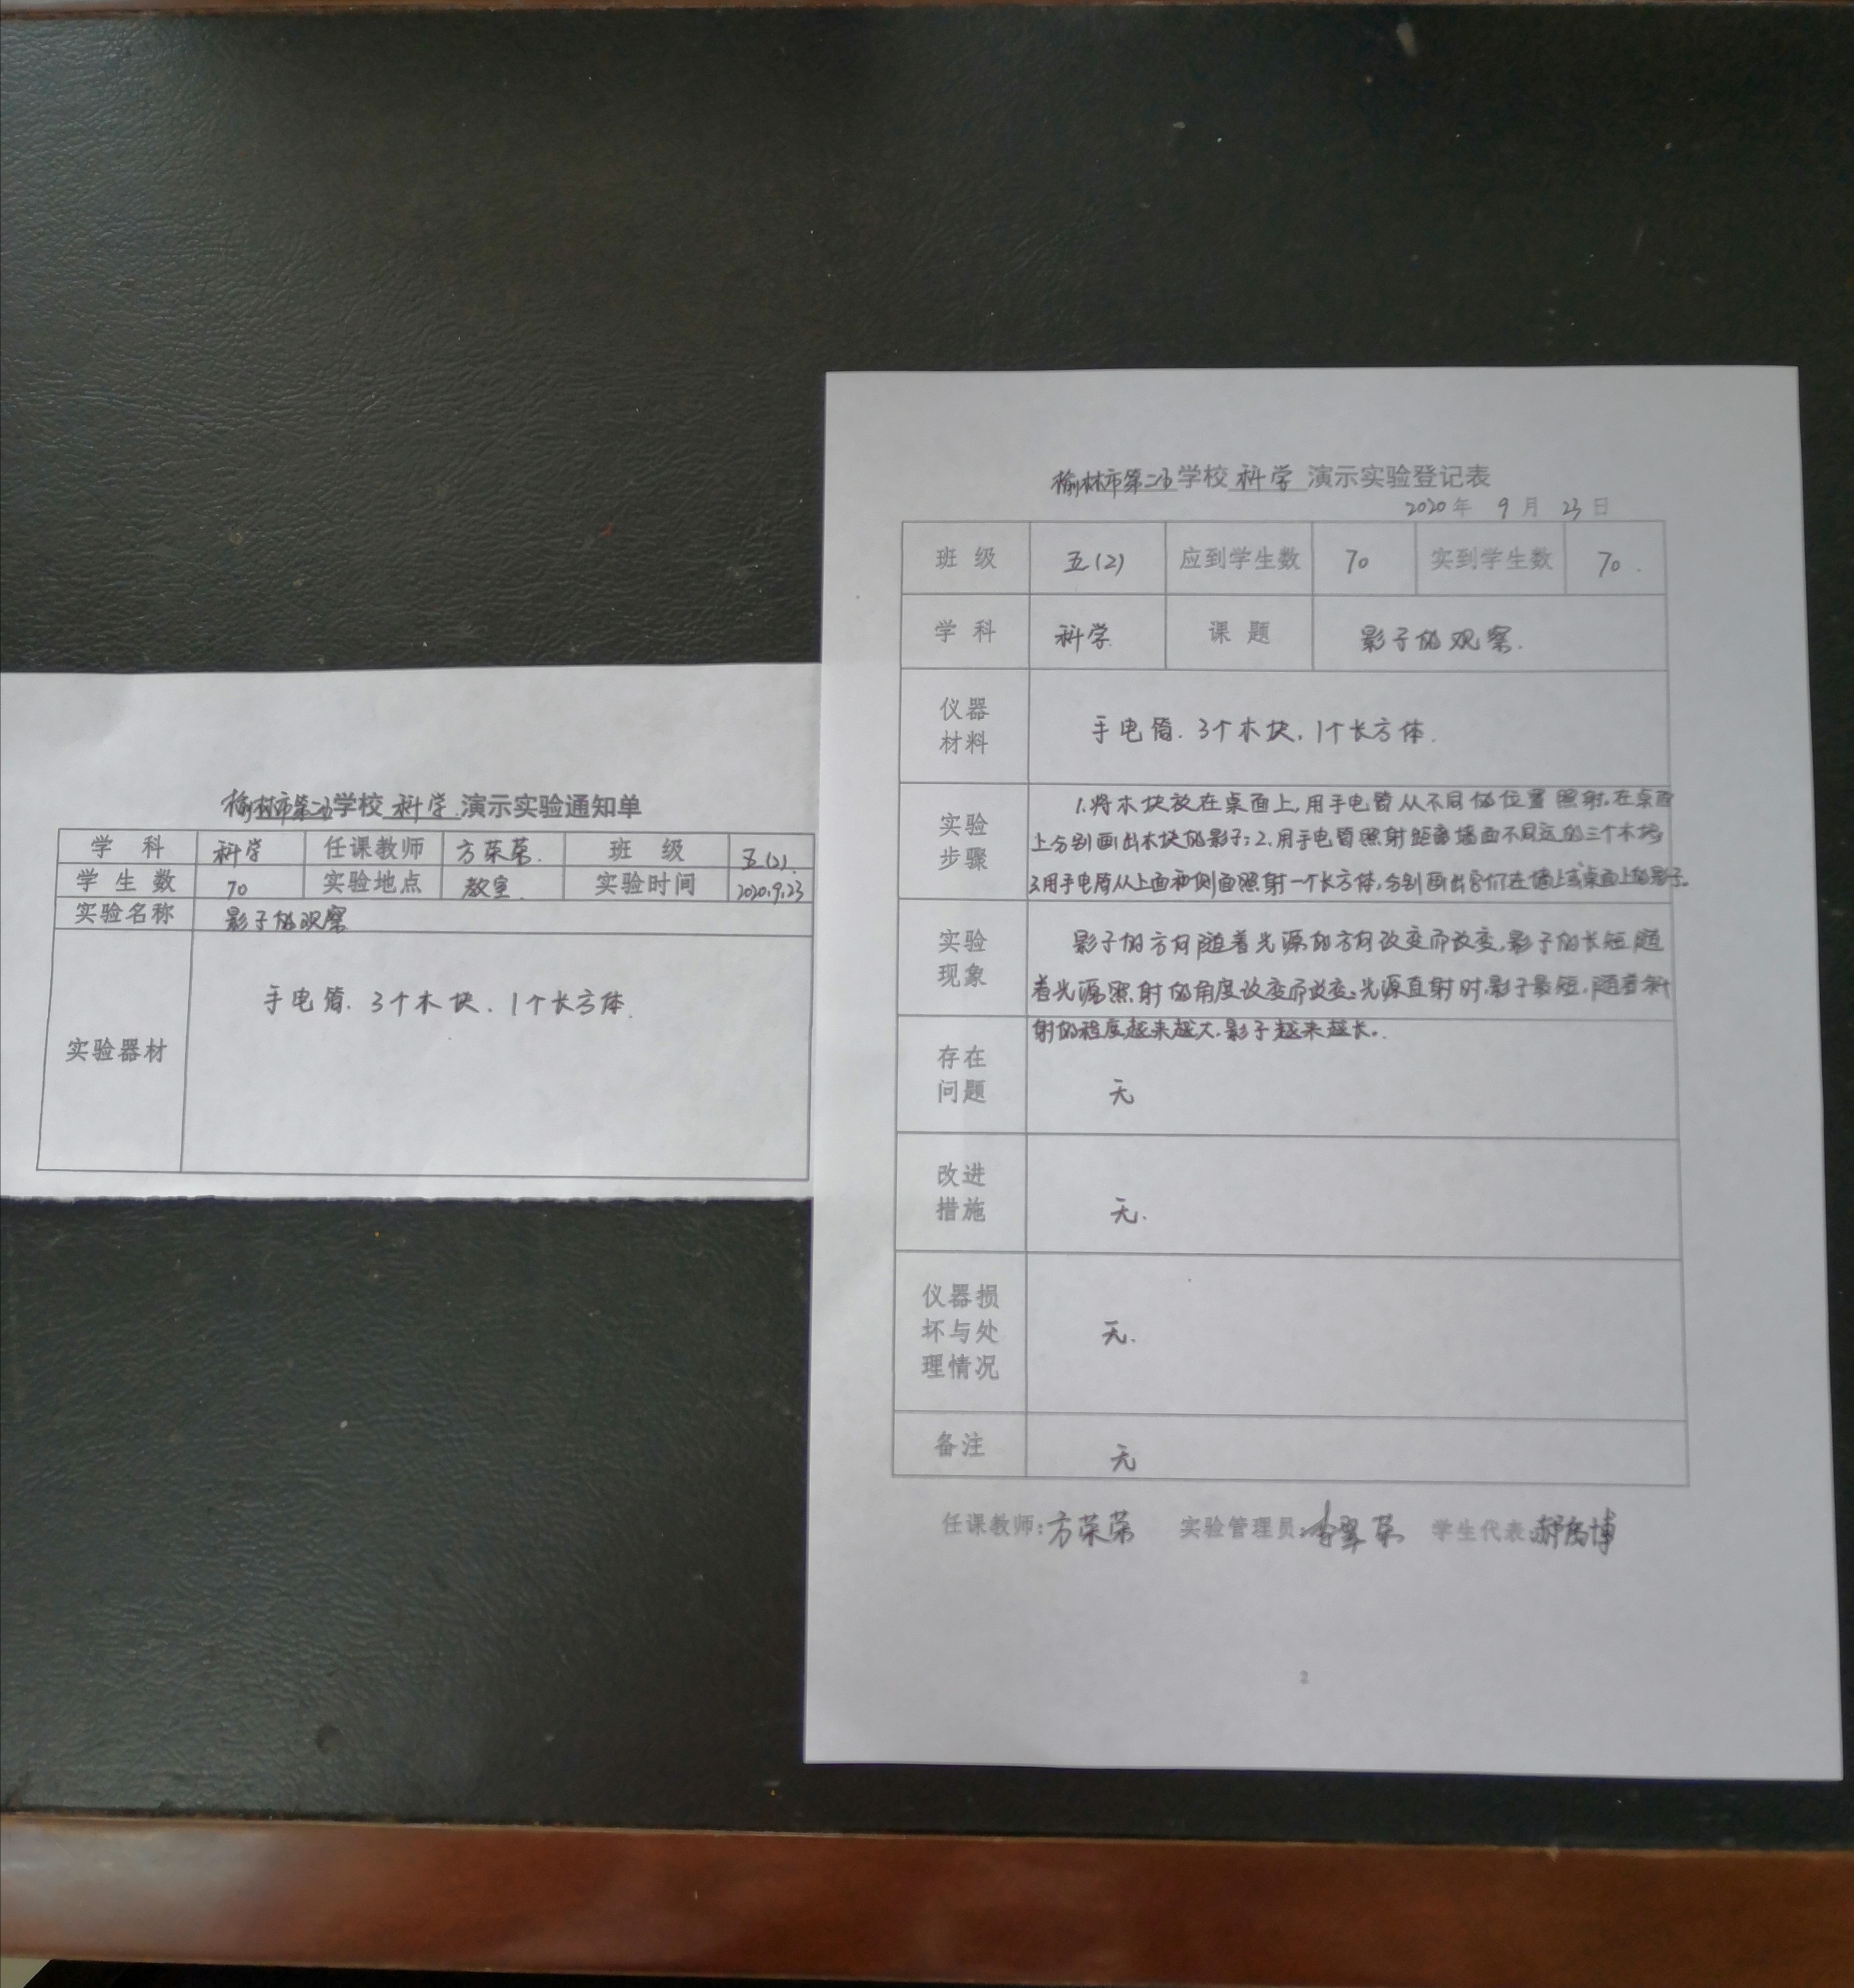 榆林市第二小学校 科学 演示实验通知单
学 科 科学 任课教师 方荣荣. 班 级 五(2).
学 生 数 70 实验地点 教室. 实验时间 2020.9.23
实验名称 影子的观察
实验器材 手电筒. 3个木块. 1个长方体.
榆林市第二小学校 科学 演示实验登记表
2020年 9月 23日
班 级 五(2) 应到学生数 70 实到学生数 70.
学 科 科学 课 题 影子的观察.
仪器
材料
手电筒. 3个木块. 1个长方体.
实验
步骤
1.将木块放在桌面上,用手电筒从不同的位置照射.在桌面
上分别画出木块的影子;2.用手电筒照射距离墙面不同远的三个木块;
3.用手电筒从上面和侧面照射一个长方体,分别画出它们在墙上或桌面上的影子.
实验
现象
影子的方向随着光源的方向改变而改变,影子的长短随
着光源照射的角度改变而改变;光源直射时,影子最短,随着斜
射的程度越来越大.影子越来越长.
存在
问题
无
改进
措施
无.
仪器损
坏与处
理情况
无.
备注 无
任课教师:方荣荣 实验管理员: 学生代表:
2